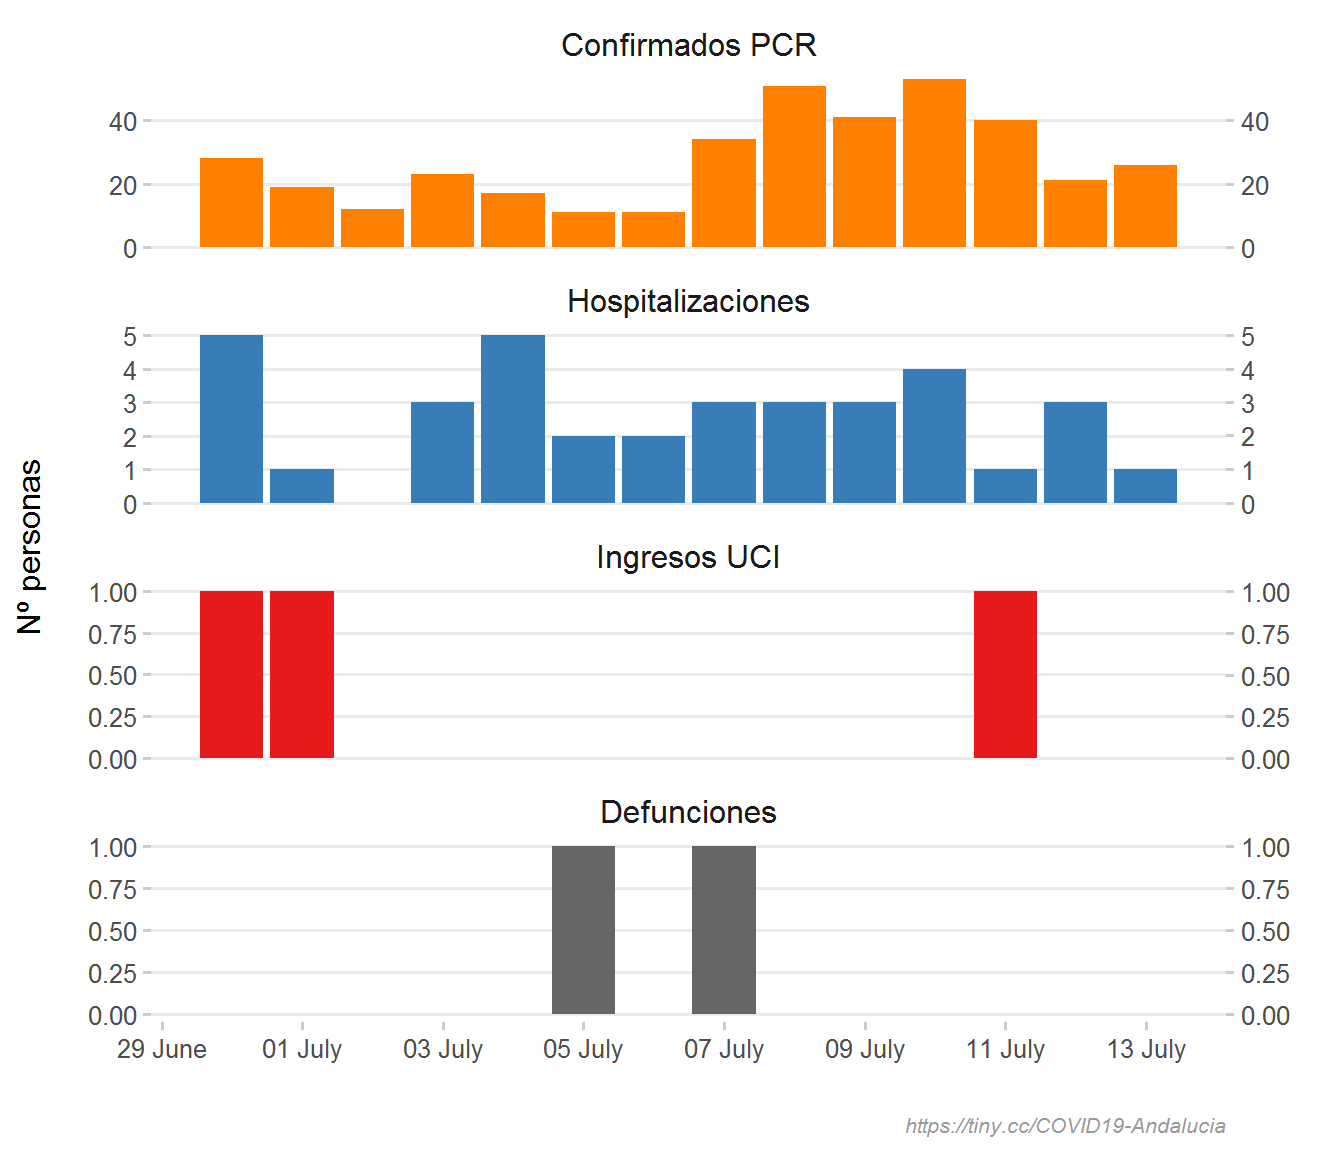 Confirmados PCR
40 40
20 20
0 0
Hospitalizaciones
5 5
4 4
3 3
2 2
1 1
0 0
Nº personas
Ingresos UCI
1.00 1.00
0.75 0.75
0.50 0.50
0.25 0.25
0.00 0.00
Defunciones
1.00 1.00
0.75 0.75
0.50 0.50
0.25 0.25
0.00 0.00
29 June 01 July 03 July 05 July 07 July 09 July 11 July 13 July
https://tiny.cc/COVID19-Andalucia